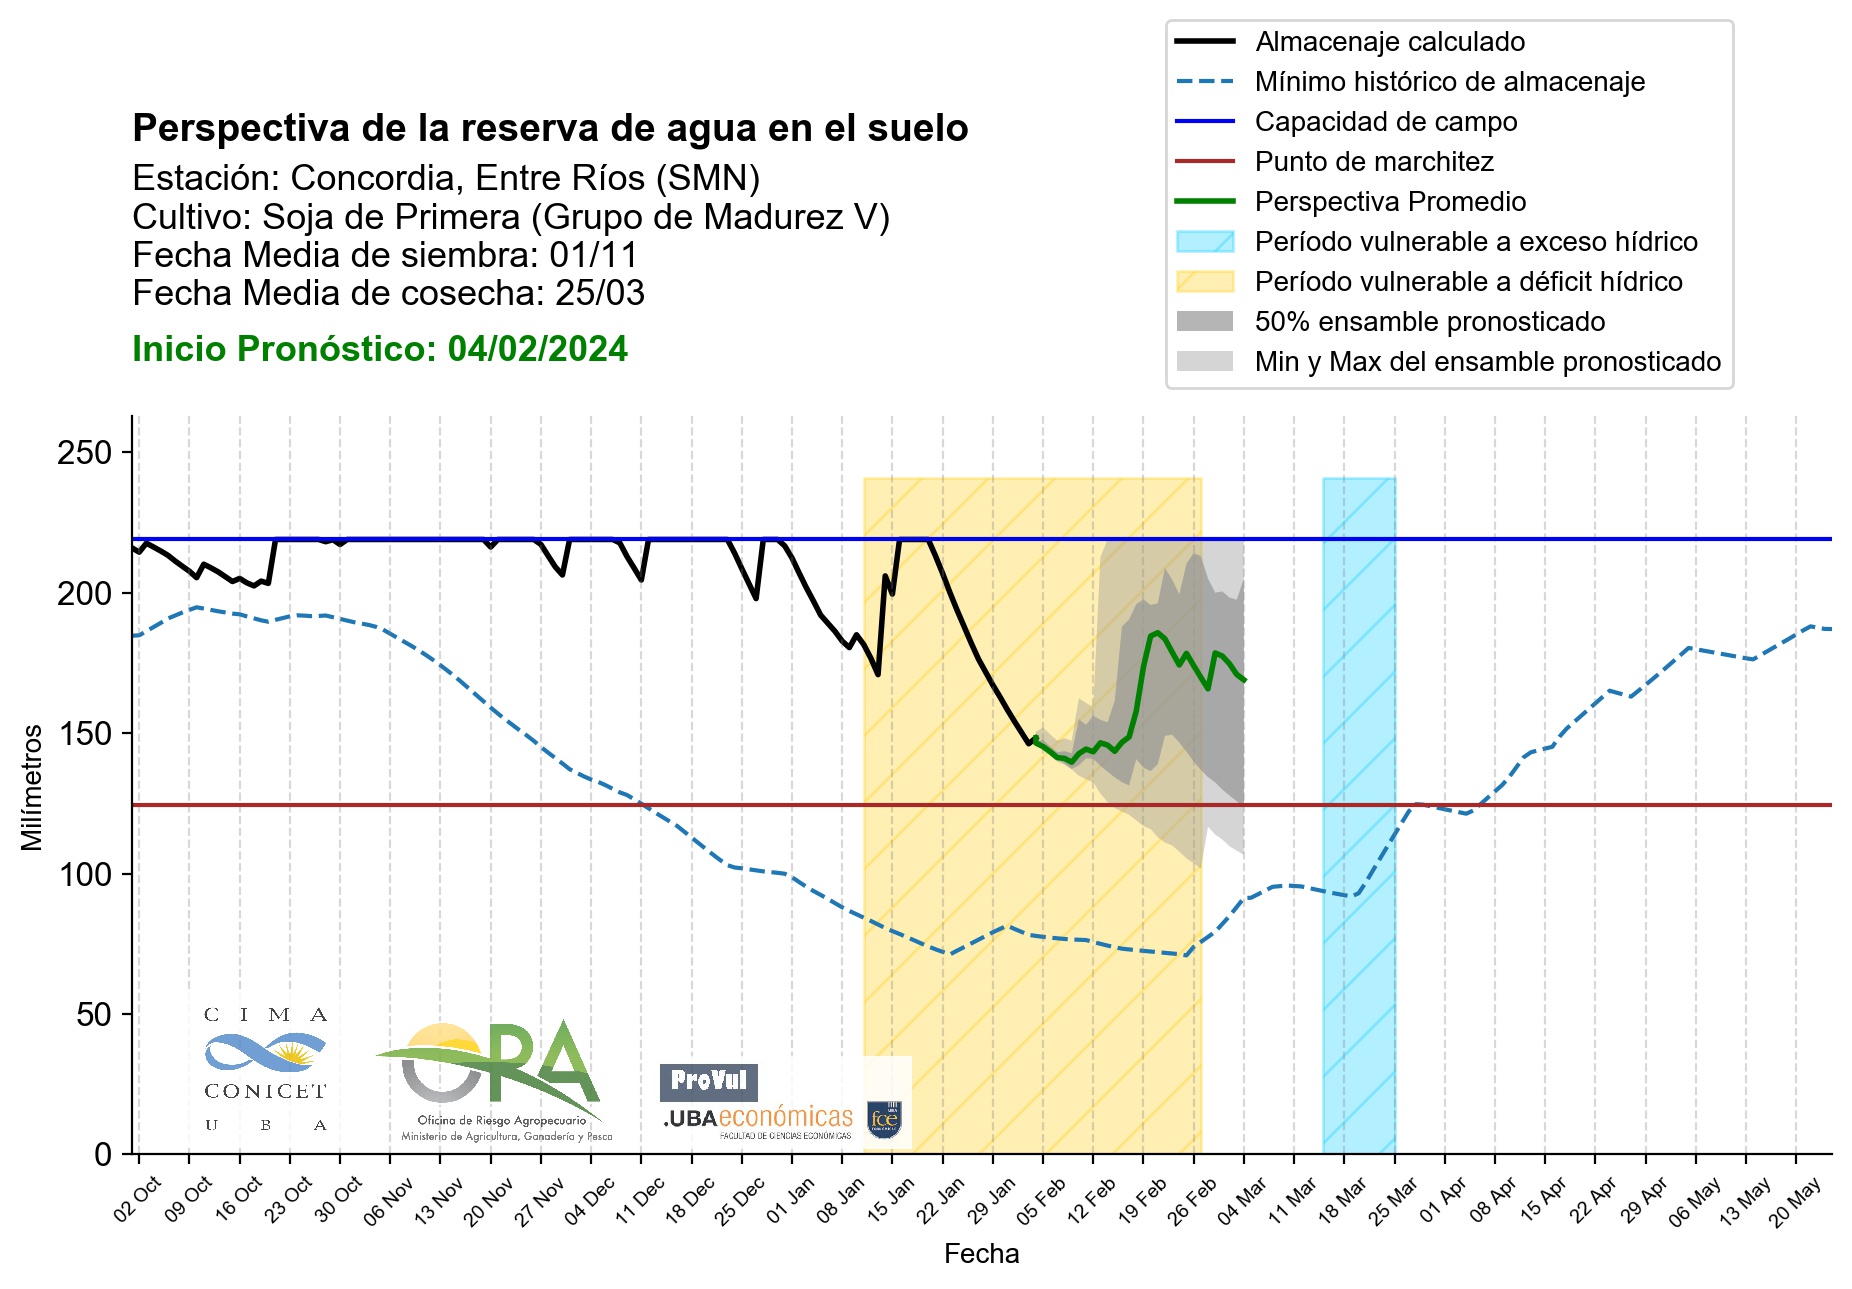 Almacenaje calculado
Mínimo histórico de almacenaje
Capacidad de campo
Punto de marchitez
Perspectiva Promedio
Período vulnerable a exceso hídrico
Período vulnerable a déficit hídrico
50% ensamble pronosticado
Min y Max del ensamble pronosticado
Perspectiva de la reserva de agua en el suelo
Estación: Concordia, Entre Ríos (SMN)
Cultivo: Soja de Primera (Grupo de Madurez V)
Fecha Media de siembra: 01/11
Fecha Media de cosecha: 25/03
Inicio Pronóstico: 04/02/2024
250
200
150
100
50
0
Milímetros
CIMA
CONICET
UBA
ORA
Oficina de Riesgo Agropecuario
Ministerio de Agricultura, Ganadería y Pesca
ProVul
.UBAeconómicas
FACULTAD DE CIENCIAS ECONÓMICAS
fce
02 Oct
09 Oct
16 Oct
23 Oct
30 Oct
06 Nov
13 Nov
20 Nov
27 Nov
04 Dec
11 Dec
18 Dec
25 Dec
01 Jan
08 Jan
15 Jan
22 Jan
29 Jan
05 Feb
12 Feb
19 Feb
26 Feb
04 Mar
11 Mar
18 Mar
25 Mar
01 Apr
08 Apr
15 Apr
22 Apr
29 Apr
06 May
13 May
20 May
Fecha